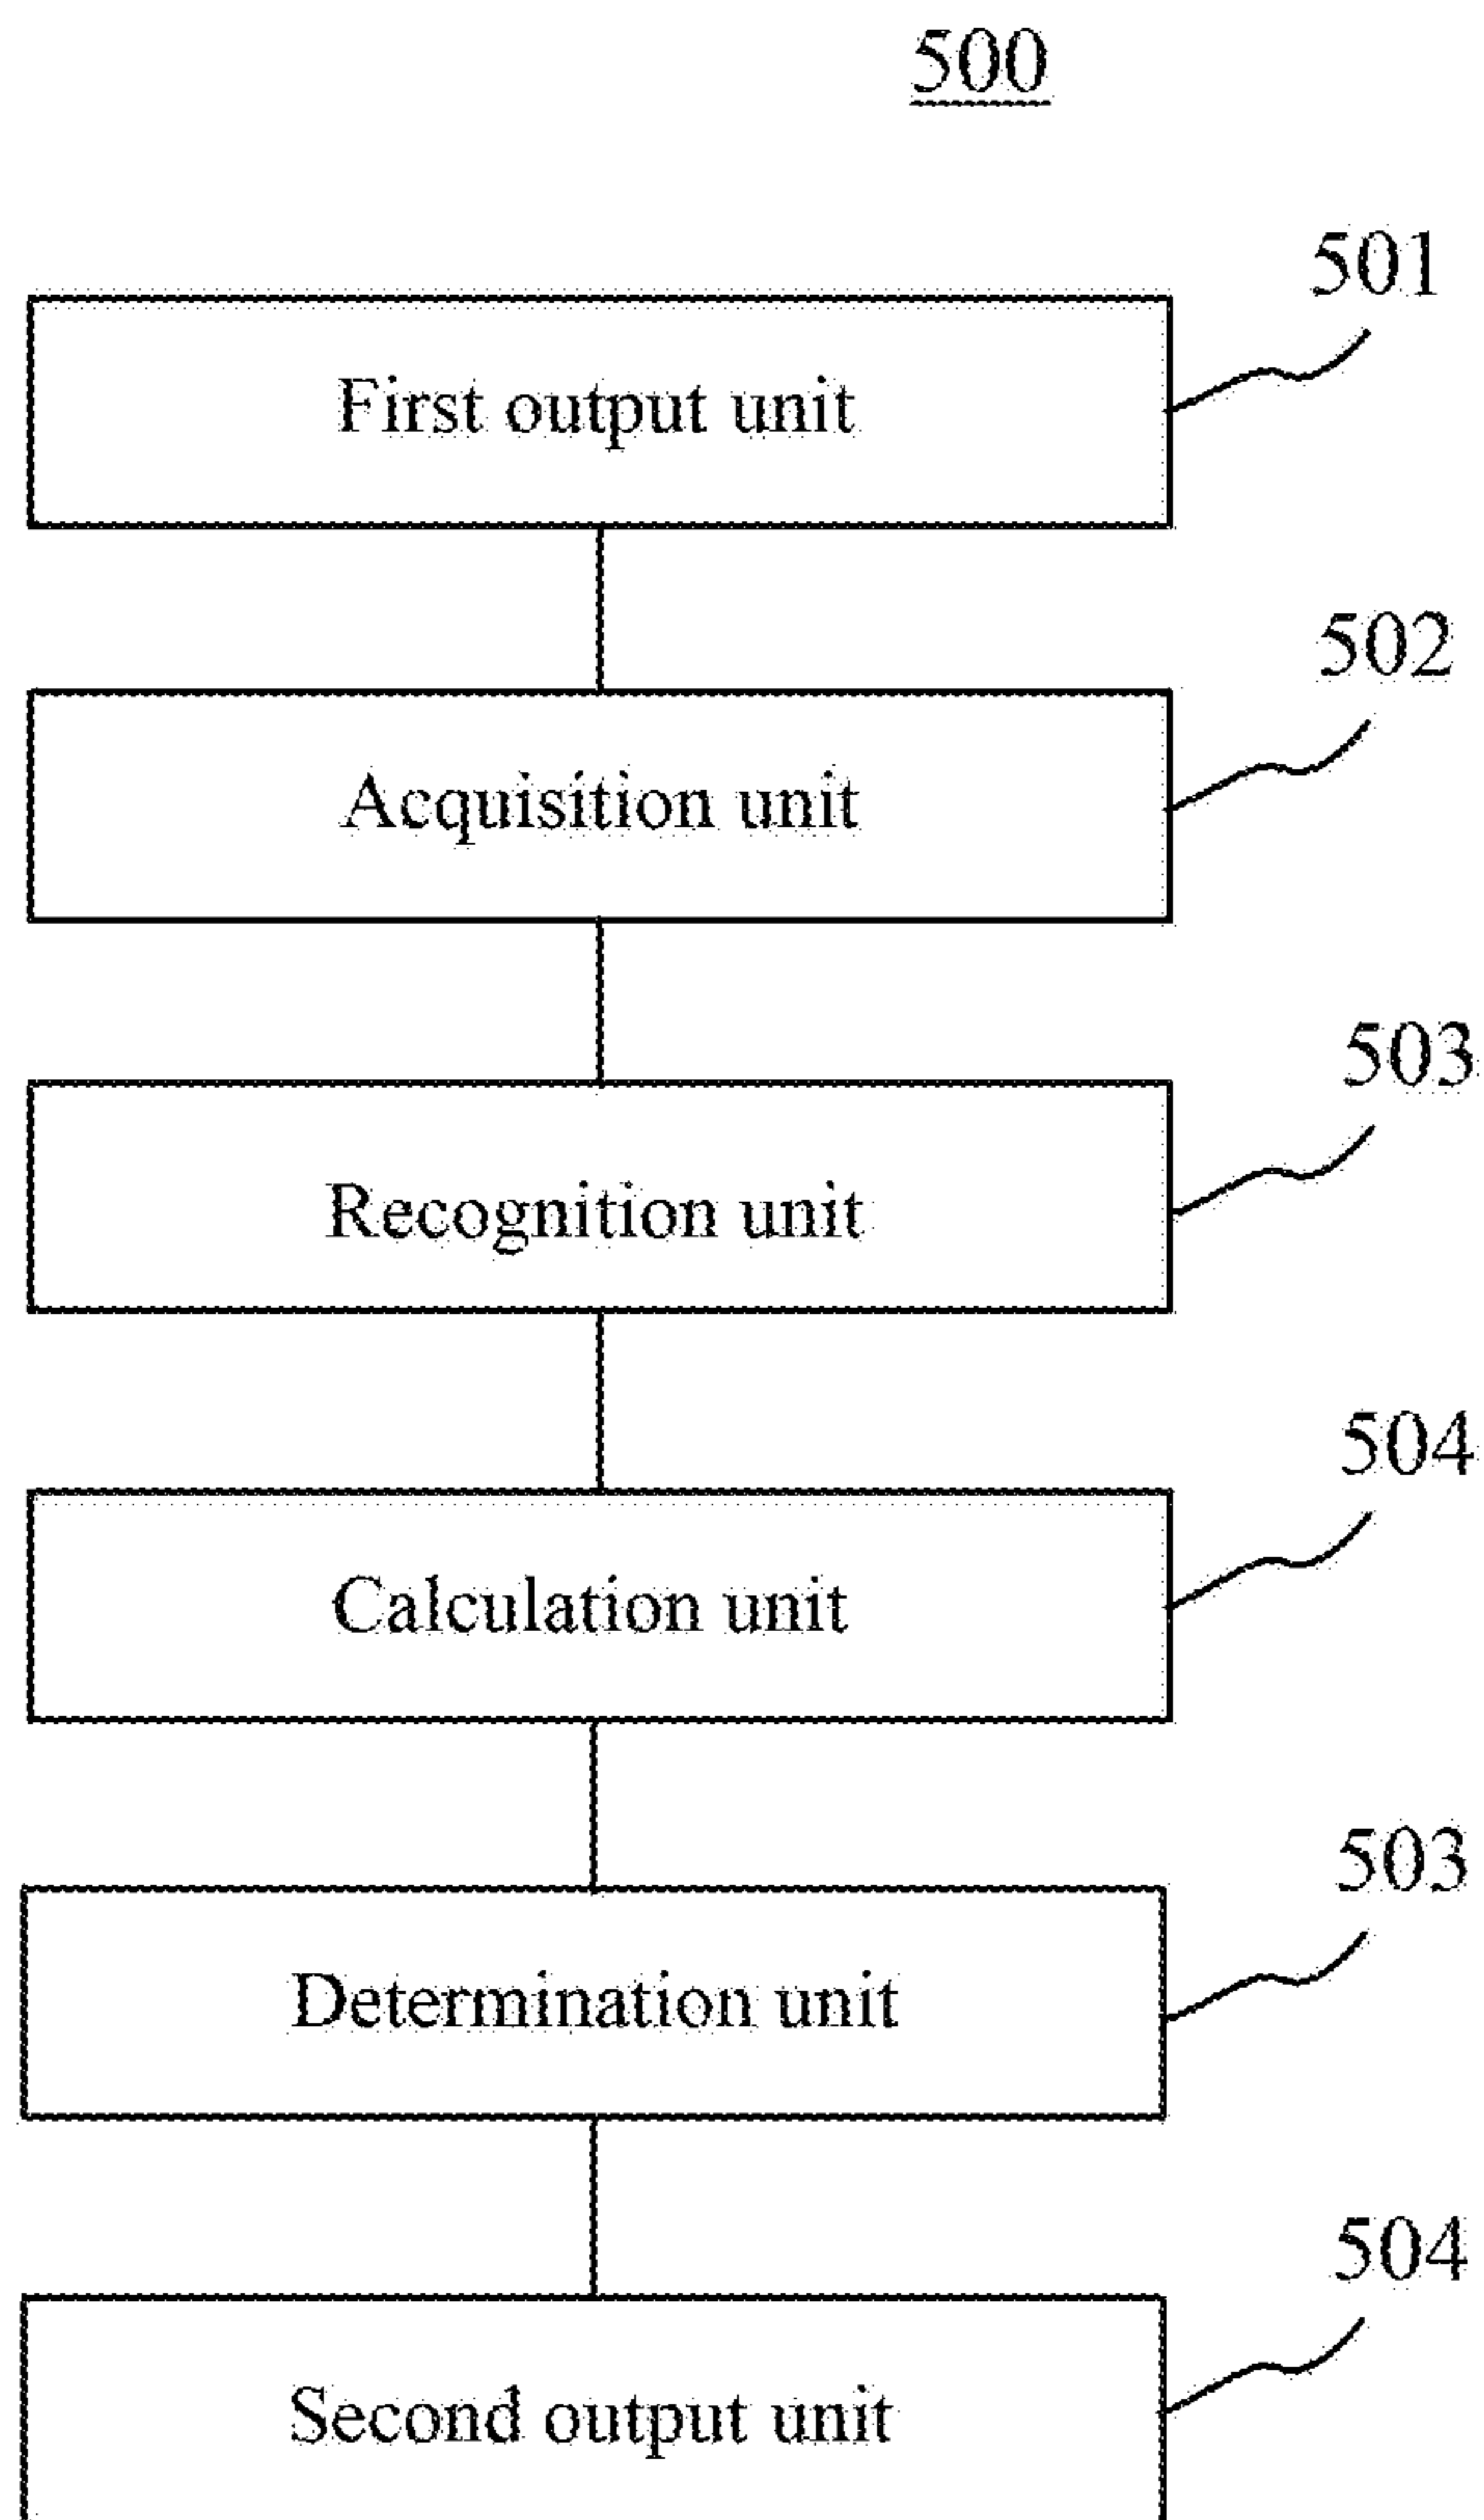 500
501
First output unit
502
Acquisition unit
503
Recognition unit
504
Calculation unit
503
Determination unit
504
Second output unit